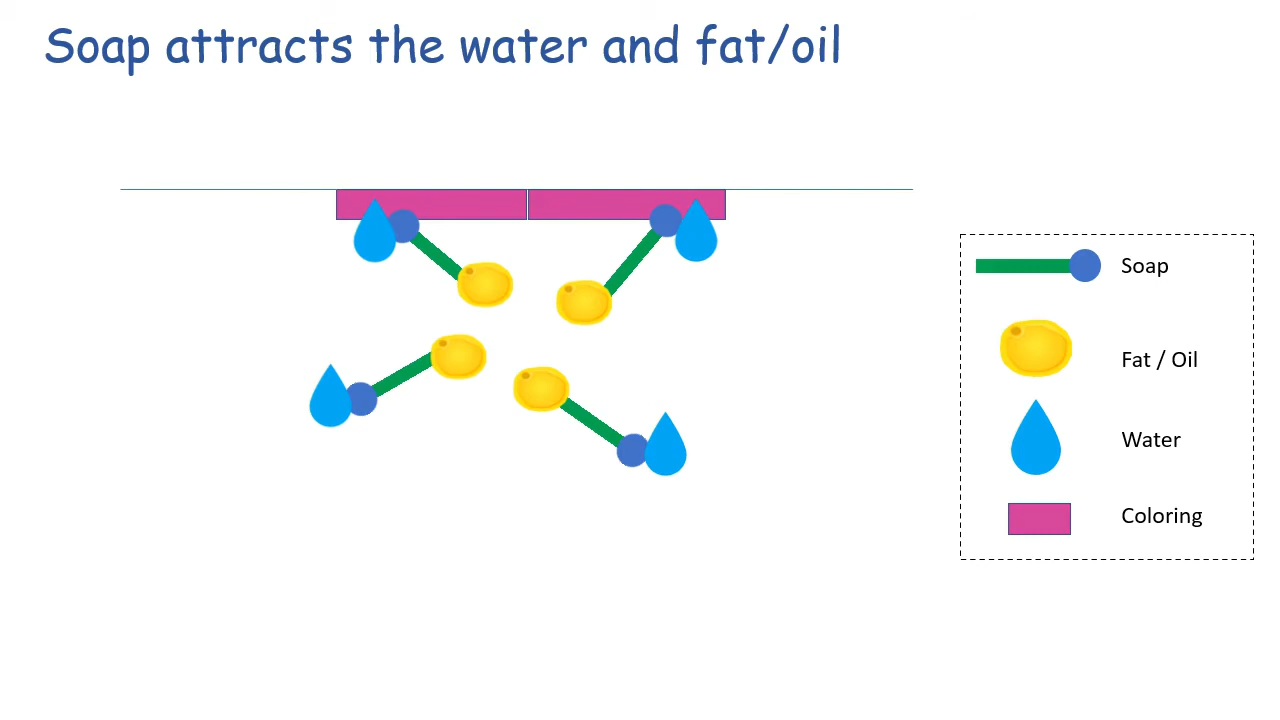 Soap attracts the water and fat/oil
Soap
Fat / Oil
Water
Coloring